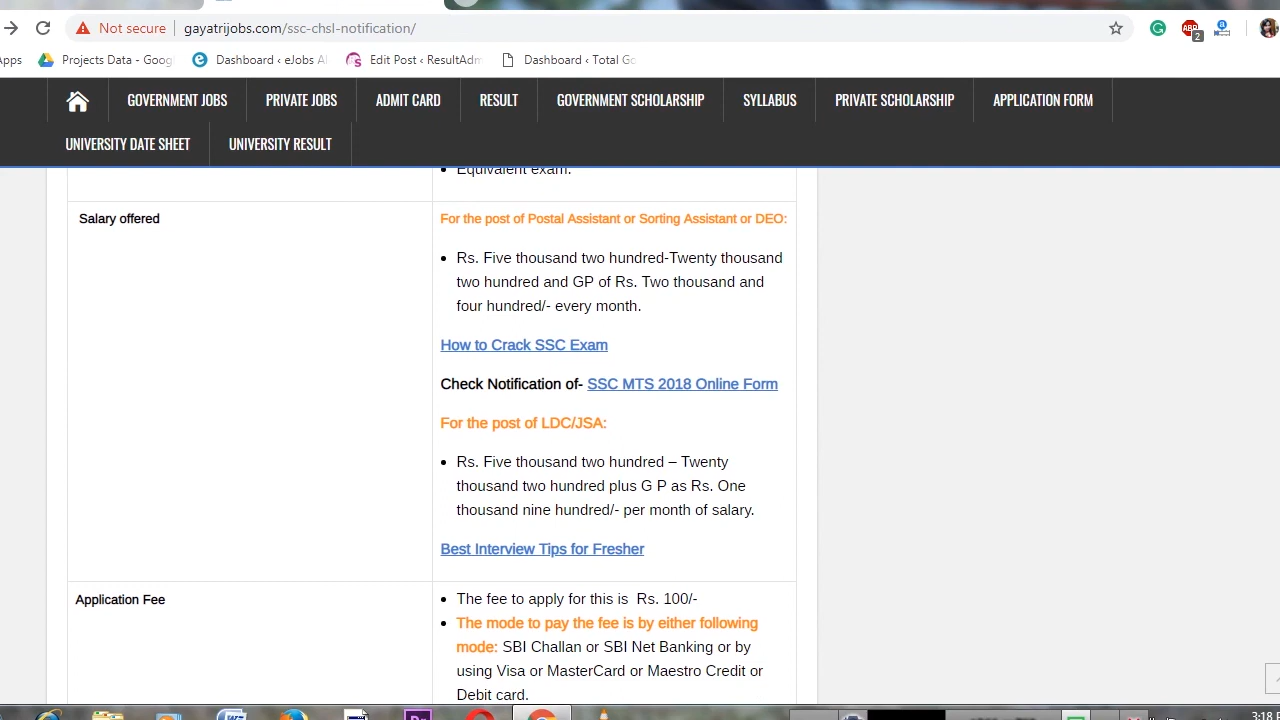 Not secure gayatrijobs.com/ssc-chsl-notification/
ABP 2
Apps Projects Data - Goog Dashboard ‹ eJobs Al Edit Post ‹ ResultAdm Dashboard ‹ Total Go
GOVERNMENT JOBS PRIVATE JOBS ADMIT CARD RESULT GOVERNMENT SCHOLARSHIP SYLLABUS PRIVATE SCHOLARSHIP APPLICATION FORM
UNIVERSITY DATE SHEET UNIVERSITY RESULT
Equivalent exam.
Salary offered
For the post of Postal Assistant or Sorting Assistant or DEO:
Rs. Five thousand two hundred-Twenty thousand
two hundred and GP of Rs. Two thousand and
four hundred/- every month.
How to Crack SSC Exam
Check Notification of- SSC MTS 2018 Online Form
For the post of LDC/JSA:
Rs. Five thousand two hundred – Twenty
thousand two hundred plus G P as Rs. One
thousand nine hundred/- per month of salary.
Best Interview Tips for Fresher
Application Fee
The fee to apply for this is Rs. 100/-
The mode to pay the fee is by either following
mode: SBI Challan or SBI Net Banking or by
using Visa or MasterCard or Maestro Credit or
Debit card.
3:18 P